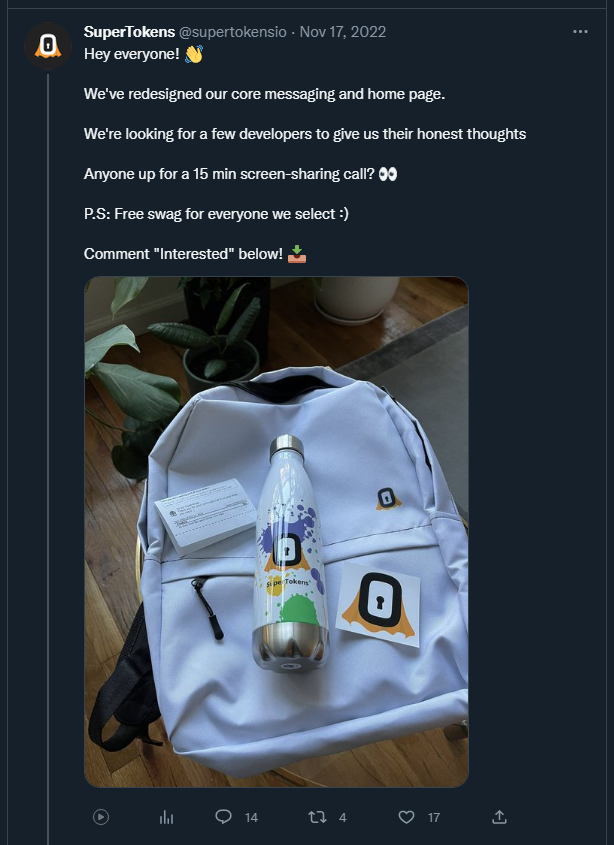 SuperTokens @supertokensio · Nov 17, 2022
Hey everyone! 👋
We've redesigned our core messaging and home page.
We're looking for a few developers to give us their honest thoughts
Anyone up for a 15 min screen-sharing call? 👀
P.S: Free swag for everyone we select :)
Comment "Interested" below! 📥
SuperTokens
14 4 17